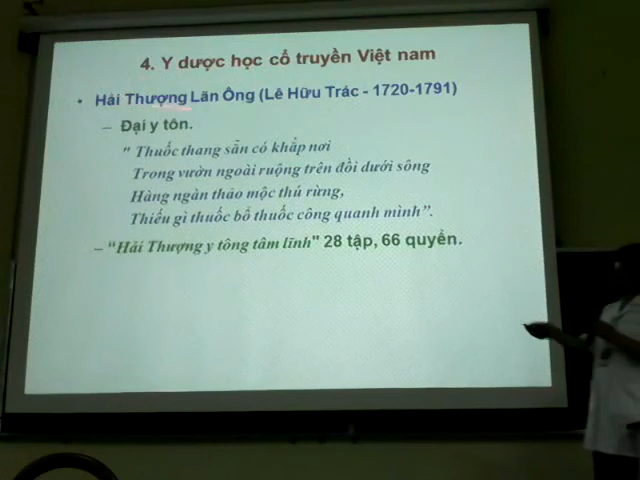 4. Y dược học cổ truyền Việt nam
• Hải Thượng Lãn Ông (Lê Hữu Trác - 1720-1791)
– Đại y tôn.
" Thuốc thang sẵn có khắp nơi
Trong vườn ngoài ruộng trên đồi dưới sông
Hàng ngàn thảo mộc thú rừng,
Thiếu gì thuốc bổ thuốc công quanh mình”.
– “Hải Thượng y tông tâm lĩnh" 28 tập, 66 quyển.